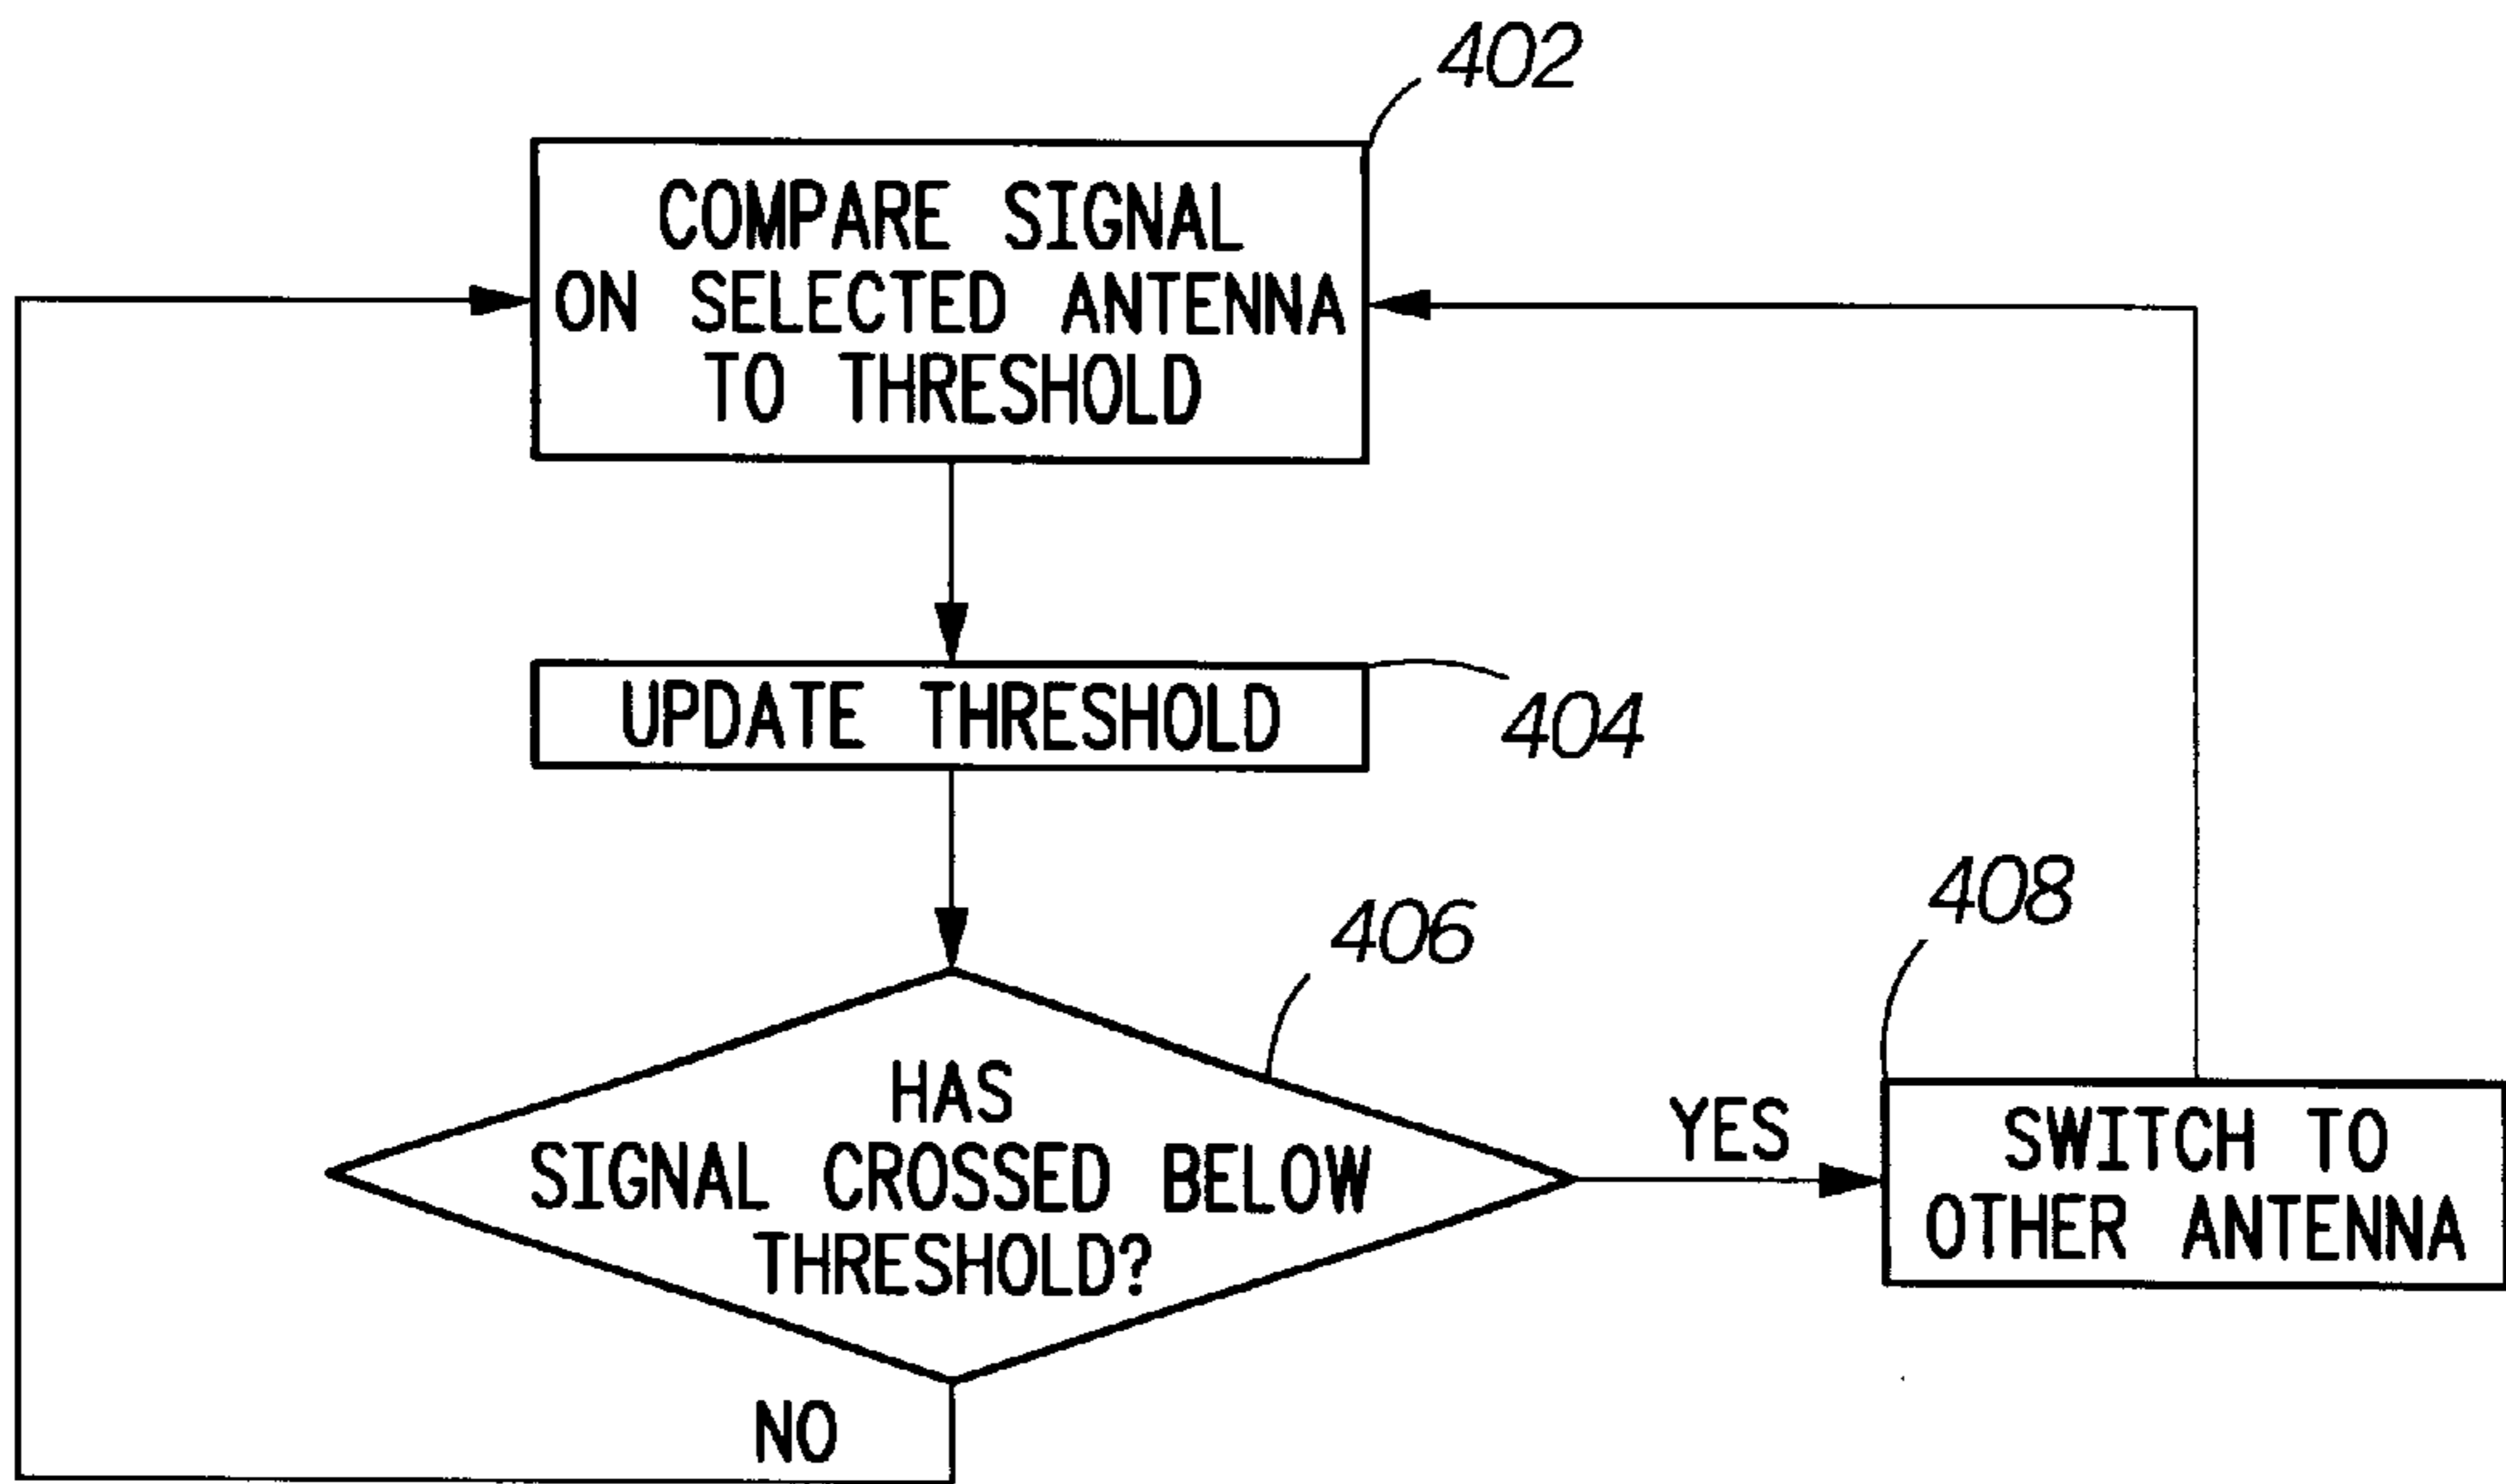 402
COMPARE SIGNAL
ON SELECTED ANTENNA
TO THRESHOLD
UPDATE THRESHOLD
404
406
408
HAS
SIGNAL CROSSED BELOW
THRESHOLD?
YES
SWITCH TO
OTHER ANTENNA
NO